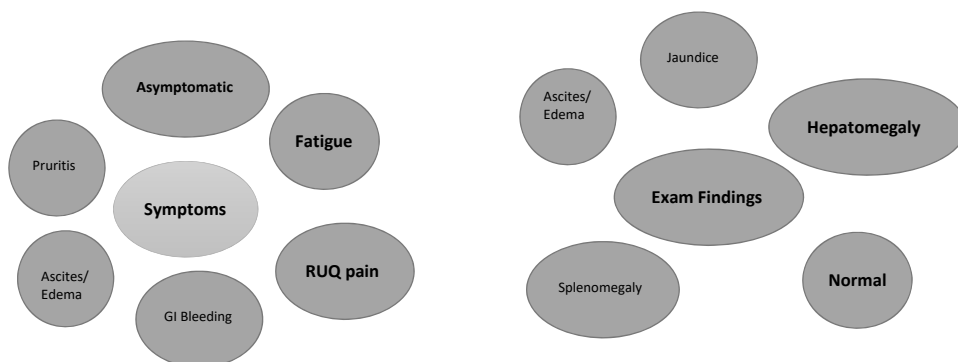 Asymptomatic
Fatigue
Pruritis
Symptoms
Ascites/
Edema
RUQ pain
GI Bleeding
Jaundice
Ascites/
Edema
Hepatomegaly
Exam Findings
Splenomegaly
Normal